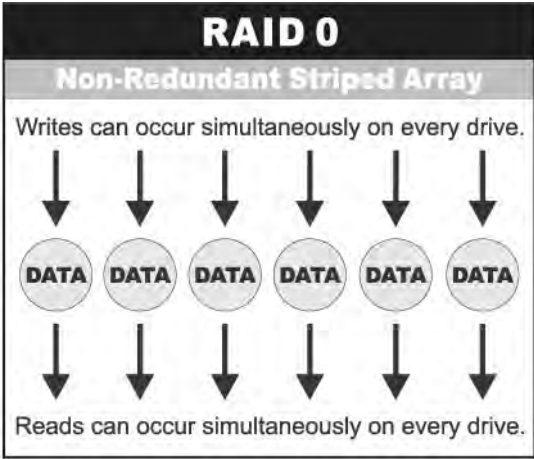 RAID 0
Non-Redundant Striped Array
Writes can occur simultaneously on every drive.
DATA DATA DATA DATA DATA DATA
Reads can occur simultaneously on every drive.